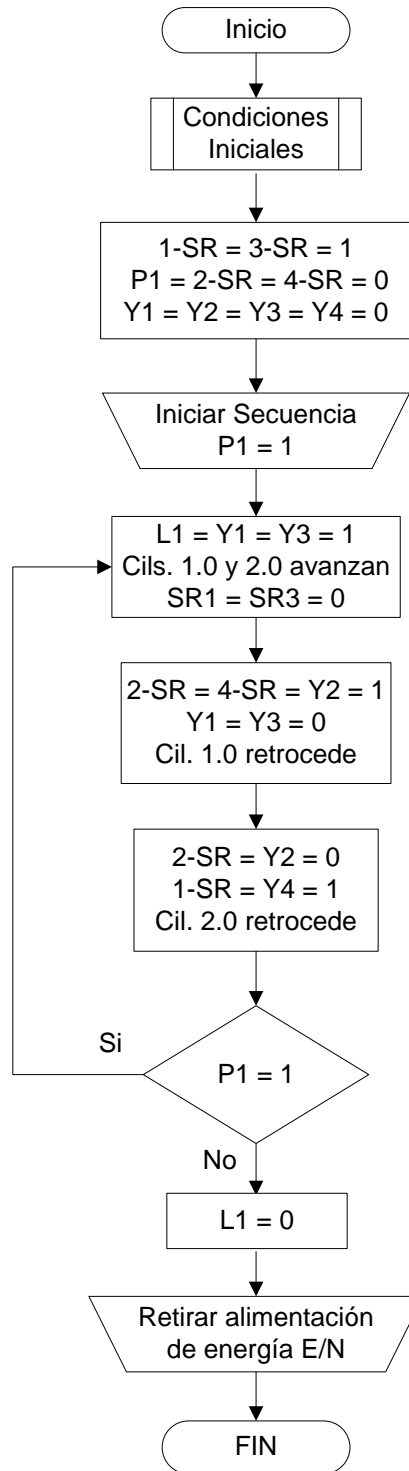 Inicio
Condiciones
Iniciales
1-SR = 3-SR = 1
P1 = 2-SR = 4-SR = 0
Y1 = Y2 = Y3 = Y4 = 0
Iniciar Secuencia
P1 = 1
L1 = Y1 = Y3 = 1
Cils. 1.0 y 2.0 avanzan
SR1 = SR3 = 0
2-SR = 4-SR = Y2 = 1
Y1 = Y3 = 0
Cil. 1.0 retrocede
2-SR = Y2 = 0
1-SR = Y4 = 1
Cil. 2.0 retrocede
Si
P1 = 1
No
L1 = 0
Retirar alimentación
de energía E/N
FIN